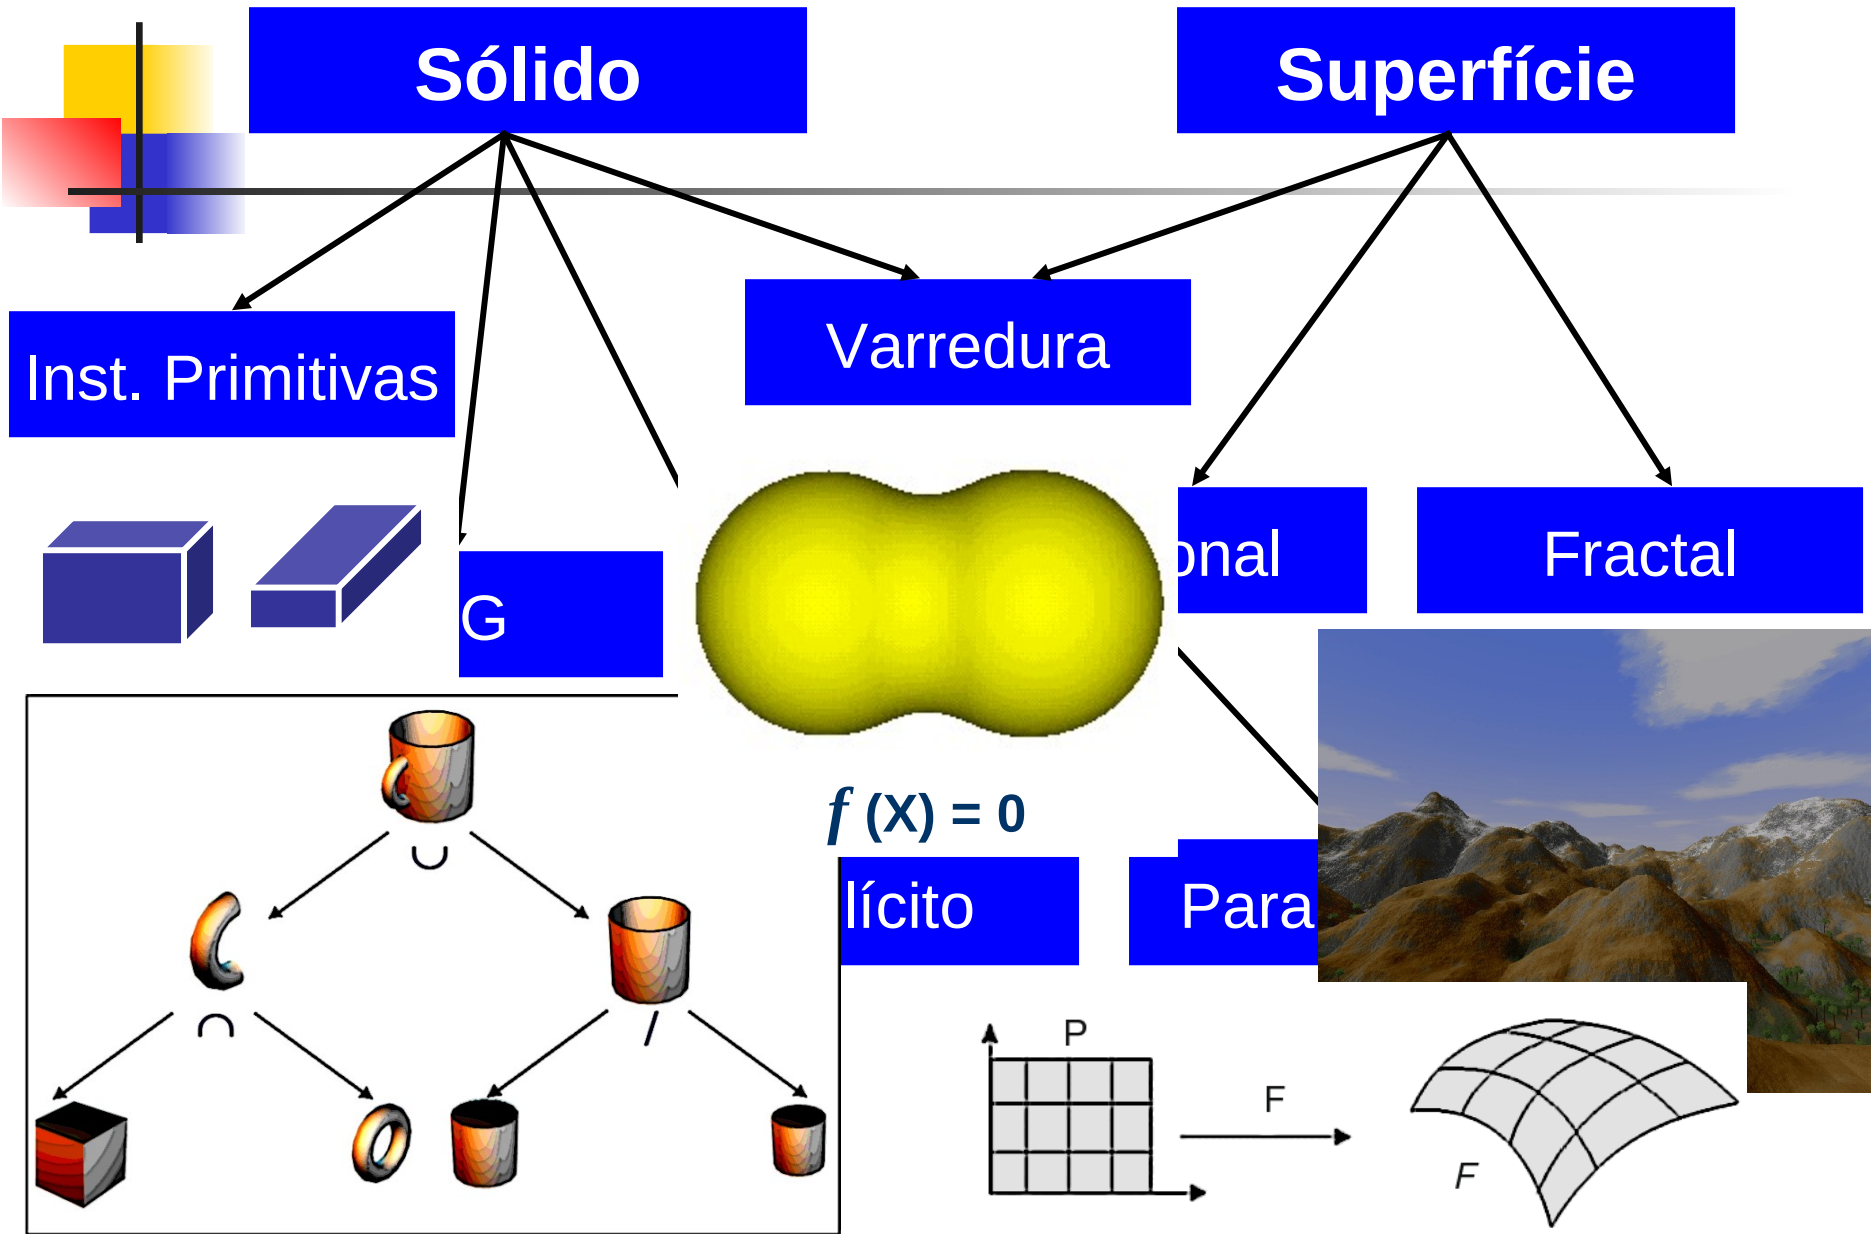 Sólido
Superfície
Varredura
Inst. Primitivas
onal
Fractal
G
f (X) = 0
lícito
Para
P
F
F